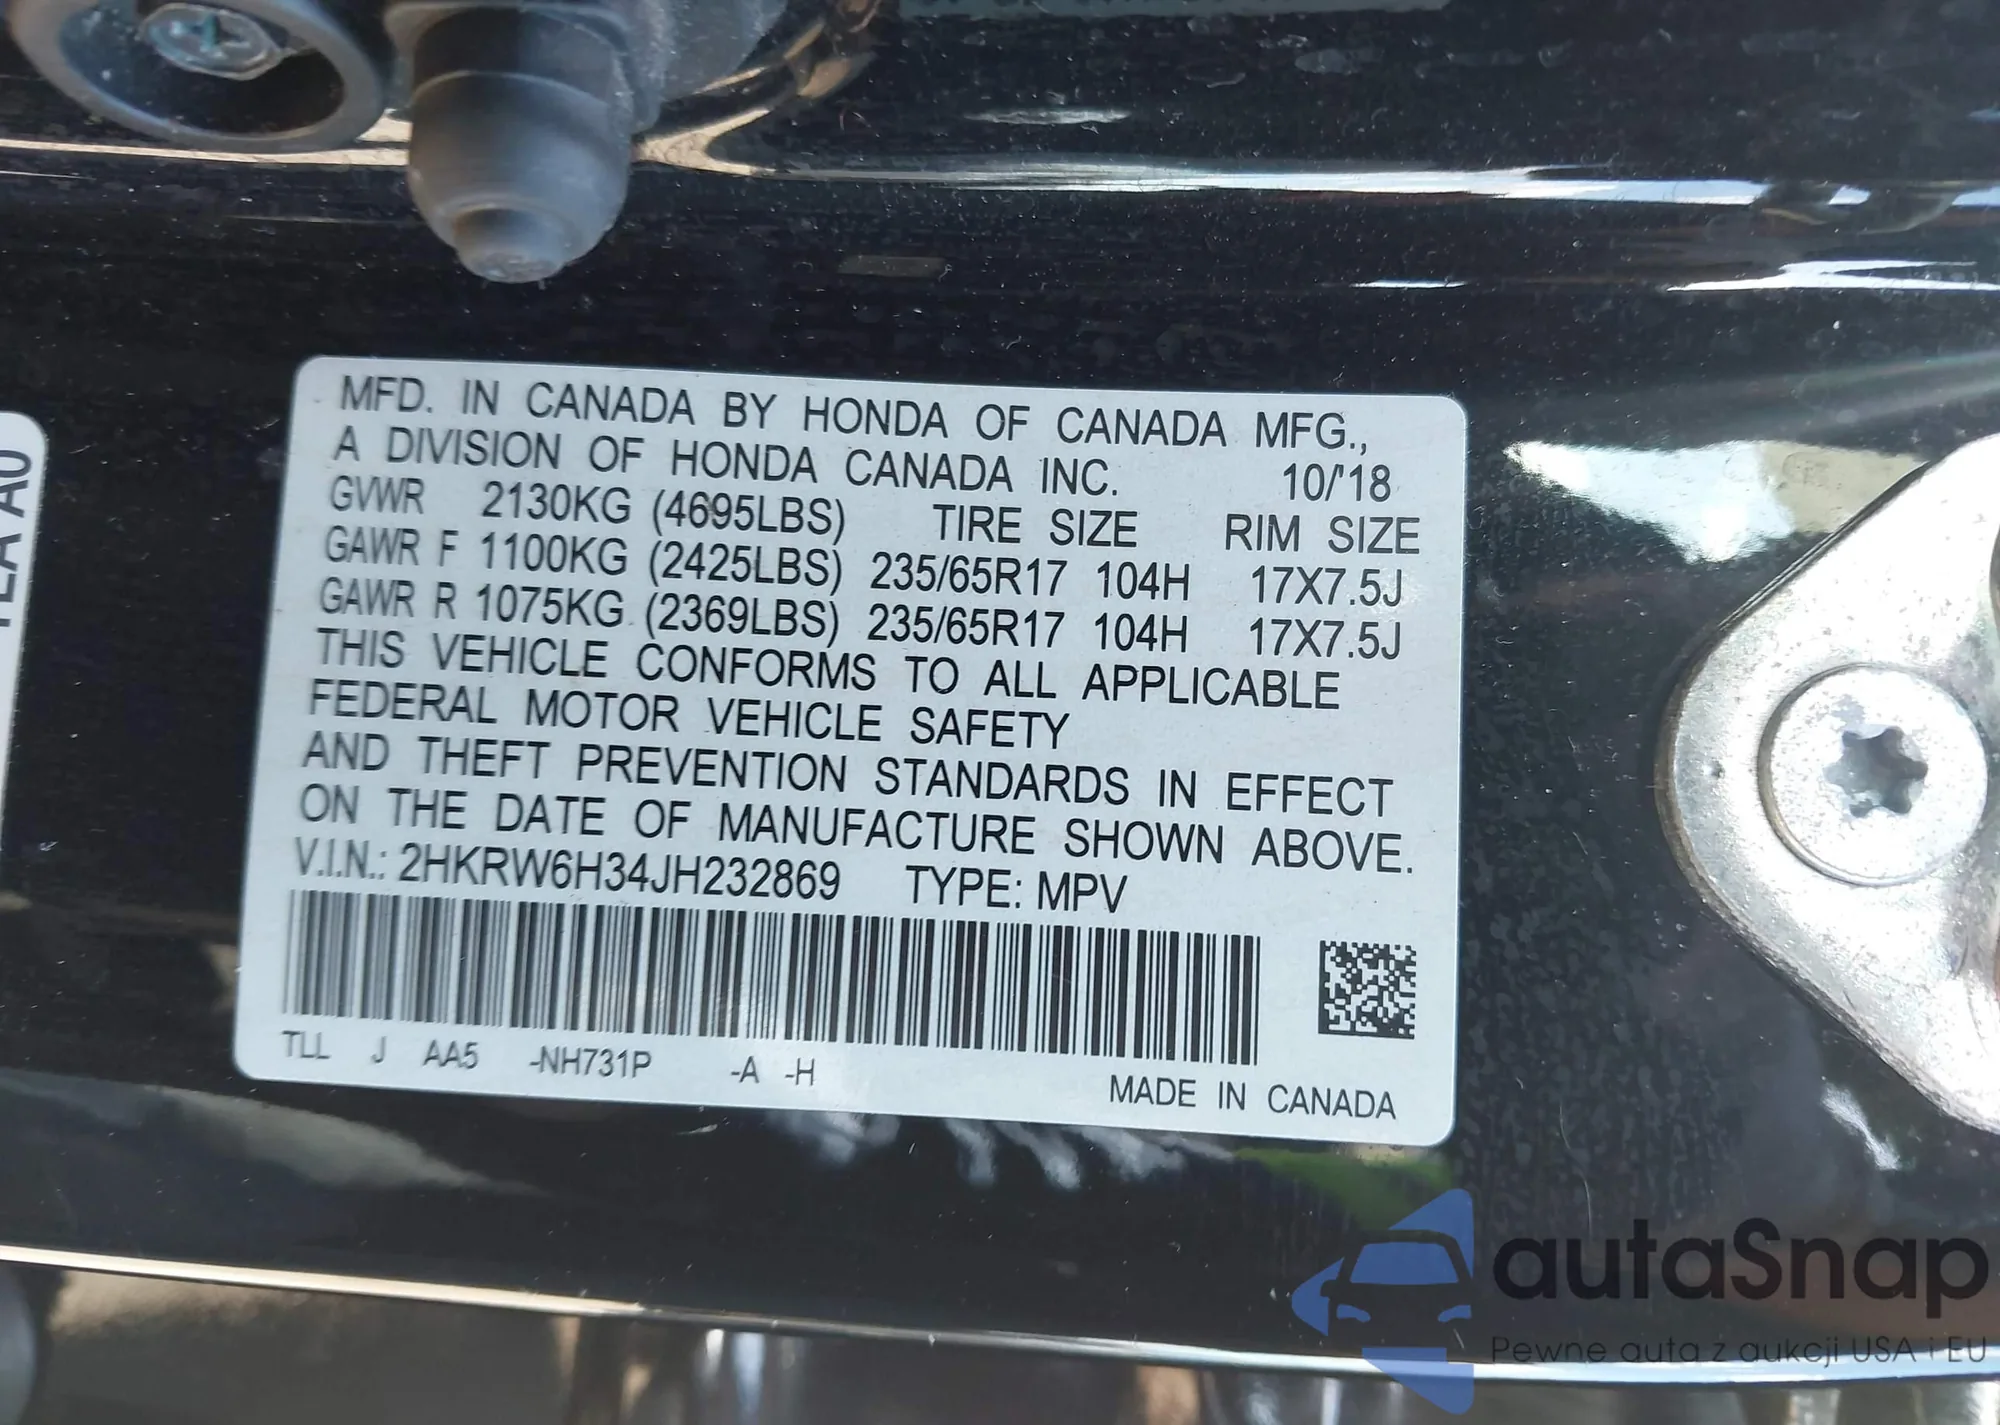 TLA A0
MFD. IN CANADA BY HONDA OF CANADA MFG.,
A DIVISION OF HONDA CANADA INC. 10/'18
GVWR 2130KG (4695LBS) TIRE SIZE RIM SIZE
GAWR F 1100KG (2425LBS) 235/65R17 104H 17X7.5J
GAWR R 1075KG (2369LBS) 235/65R17 104H 17X7.5J
THIS VEHICLE CONFORMS TO ALL APPLICABLE
FEDERAL MOTOR VEHICLE SAFETY
AND THEFT PREVENTION STANDARDS IN EFFECT
ON THE DATE OF MANUFACTURE SHOWN ABOVE.
V.I.N.: 2HKRW6H34JH232869 TYPE: MPV
TLL J AA5 -NH731P -A -H
MADE IN CANADA
autaSnap
Pewne auta z aukcji USA i EU